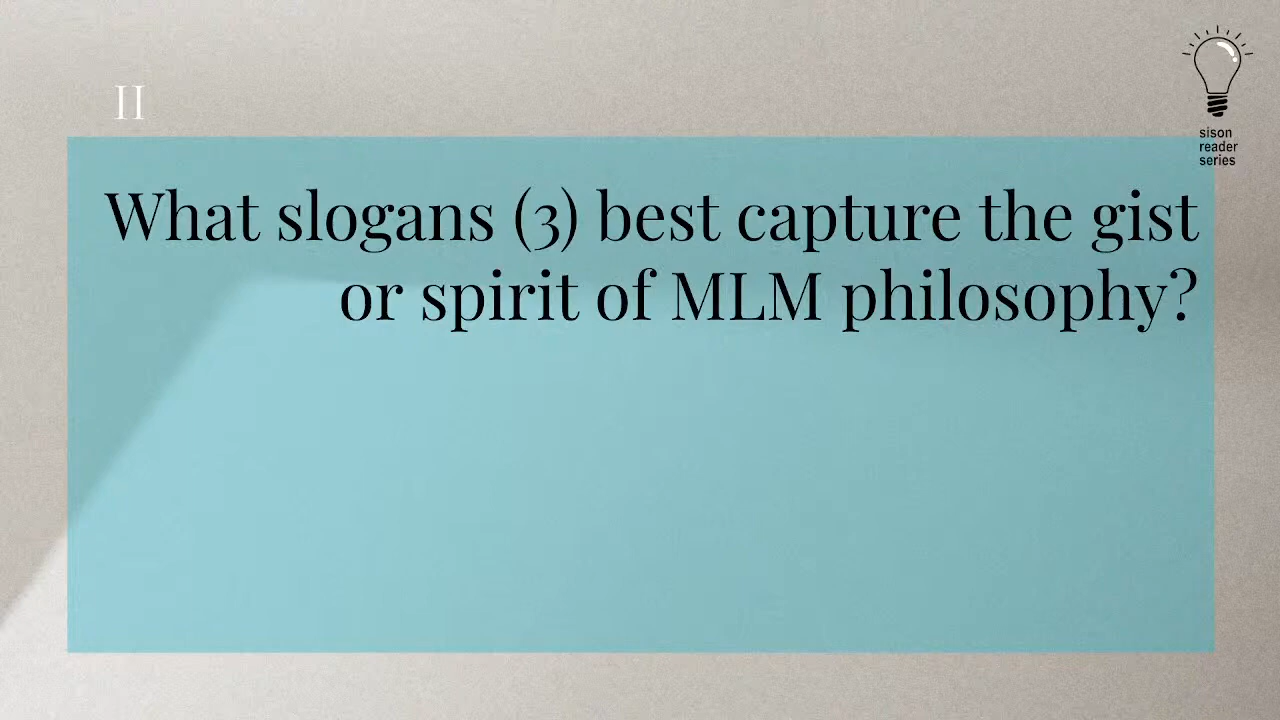 II
sison
reader
series
What slogans (3) best capture the gist
or spirit of MLM philosophy?